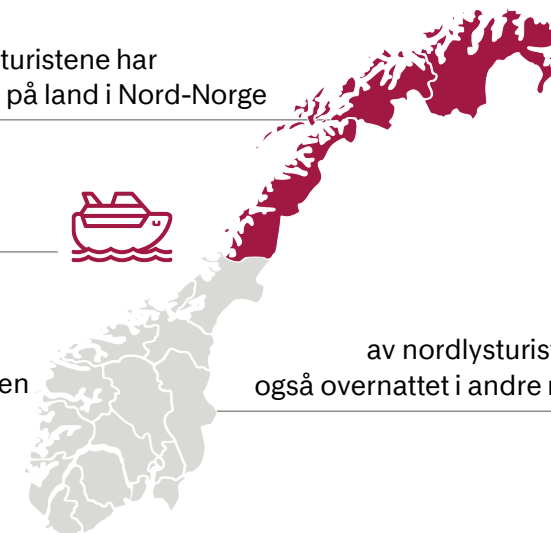 turistene har
på land i Nord-Norge
av nordlysturist
en
også overnattet i andre